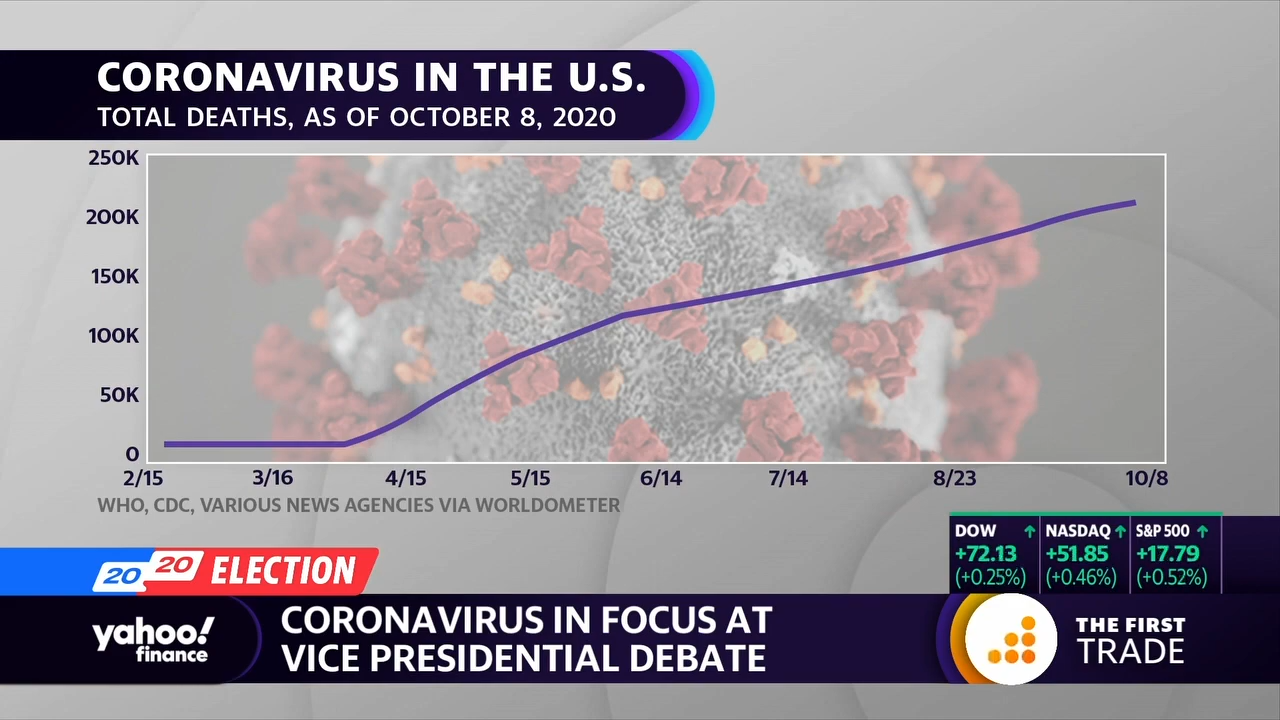 CORONAVIRUS IN THE U.S.
TOTAL DEATHS, AS OF OCTOBER 8, 2020
250K
200K
150K
100K
50K
0
2/15 3/16 4/15 5/15 6/14 7/14 8/23 10/8
WHO, CDC, VARIOUS NEWS AGENCIES VIA WORLDOMETER
DOW NASDAQ S&P 500
+72.13 +51.85 +17.79
(+0.25%) (+0.46%) (+0.52%)
2020 ELECTION
yahoo!
finance
CORONAVIRUS IN FOCUS AT
VICE PRESIDENTIAL DEBATE
THE FIRST
TRADE